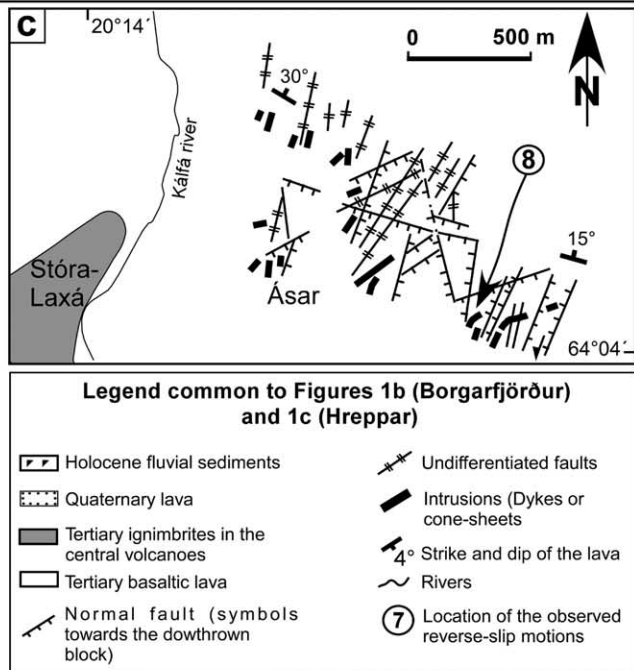 C
20°14´
0 500 m
30°
N
Kálfá river
8
Stóra-
Laxá
Ásar
15°
64°04´
Legend common to Figures 1b (Borgarfjörður)
and 1c (Hreppar)
Holocene fluvial sediments
Quaternary lava
Tertiary ignimbrites in the
central volcanoes
Tertiary basaltic lava
Normal fault (symbols
towards the dowthrown
block)
Undifferentiated faults
Intrusions (Dykes or
cone-sheets
4° Strike and dip of the lava
Rivers
7 Location of the observed
reverse-slip motions